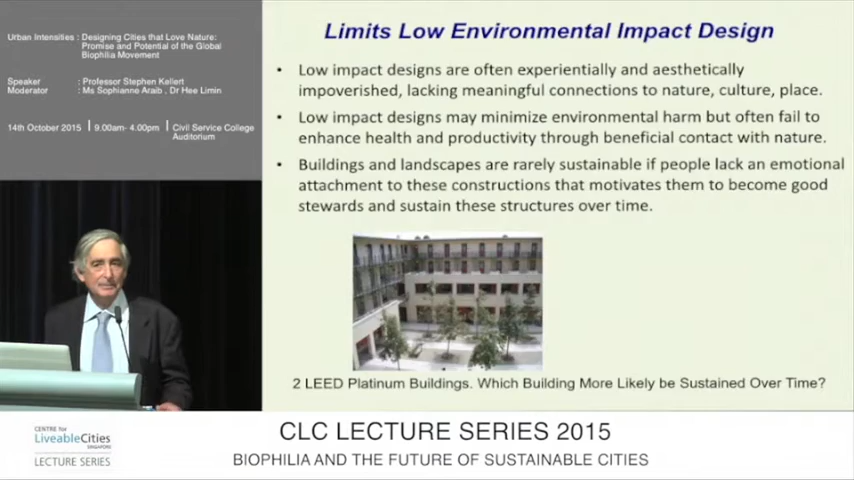 Urban Intensities : Designing Cities that Love Nature:
Promise and Potential of the Global
Biophilia Movement
Speaker : Professor Stephen Kellert
Moderator : Ms Sophianne Araib , Dr Hee Limin
14th October 2015 | 9.00am- 4.00pm | Civil Service College
Auditorium
Limits Low Environmental Impact Design
• Low impact designs are often experientially and aesthetically
impoverished, lacking meaningful connections to nature, culture, place.
• Low impact designs may minimize environmental harm but often fail to
enhance health and productivity through beneficial contact with nature.
• Buildings and landscapes are rarely sustainable if people lack an emotional
attachment to these constructions that motivates them to become good
stewards and sustain these structures over time.
2 LEED Platinum Buildings. Which Building More Likely be Sustained Over Time?
CENTRE for
LiveableCities
SINGAPORE
LECTURE SERIES
CLC LECTURE SERIES 2015
BIOPHILIA AND THE FUTURE OF SUSTAINABLE CITIES